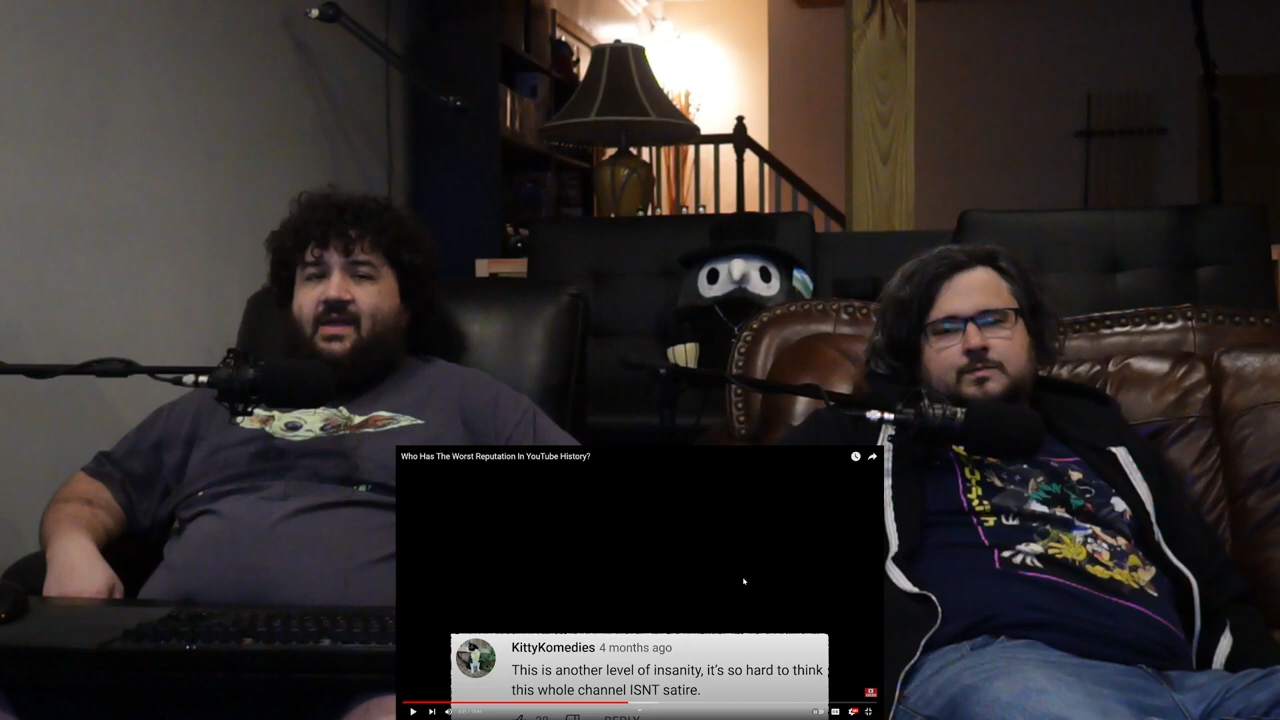 Who Has The Worst Reputation In YouTube History?
KittyKomedies 4 months ago
This is another level of insanity, it's so hard to think
this whole channel ISNT satire.
REPLY